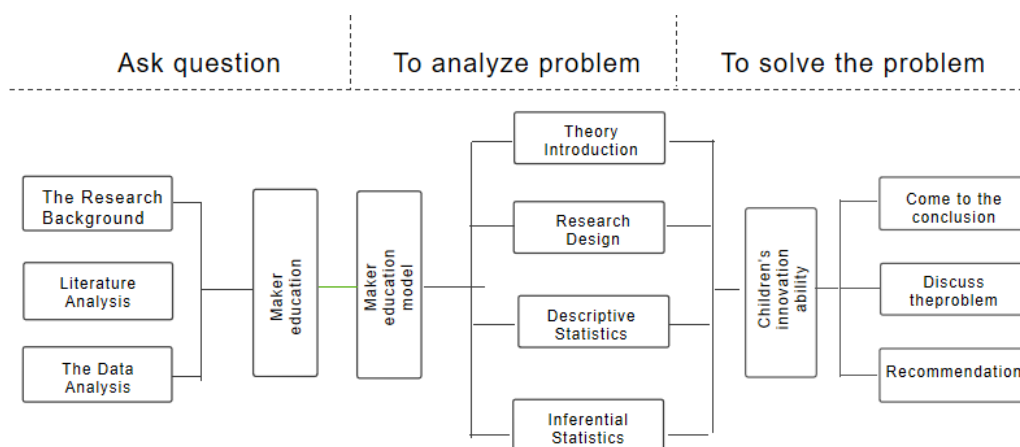 Ask question
To analyze problem
To solve the problem
The Research
Background
Literature
Analysis
The Data
Analysis
Maker
education
Maker
education
model
Theory
Introduction
Research
Design
Descriptive
Statistics
Inferential
Statistics
Children's
innovation
ability
Come to the
conclusion
Discuss
theproblem
Recommendation